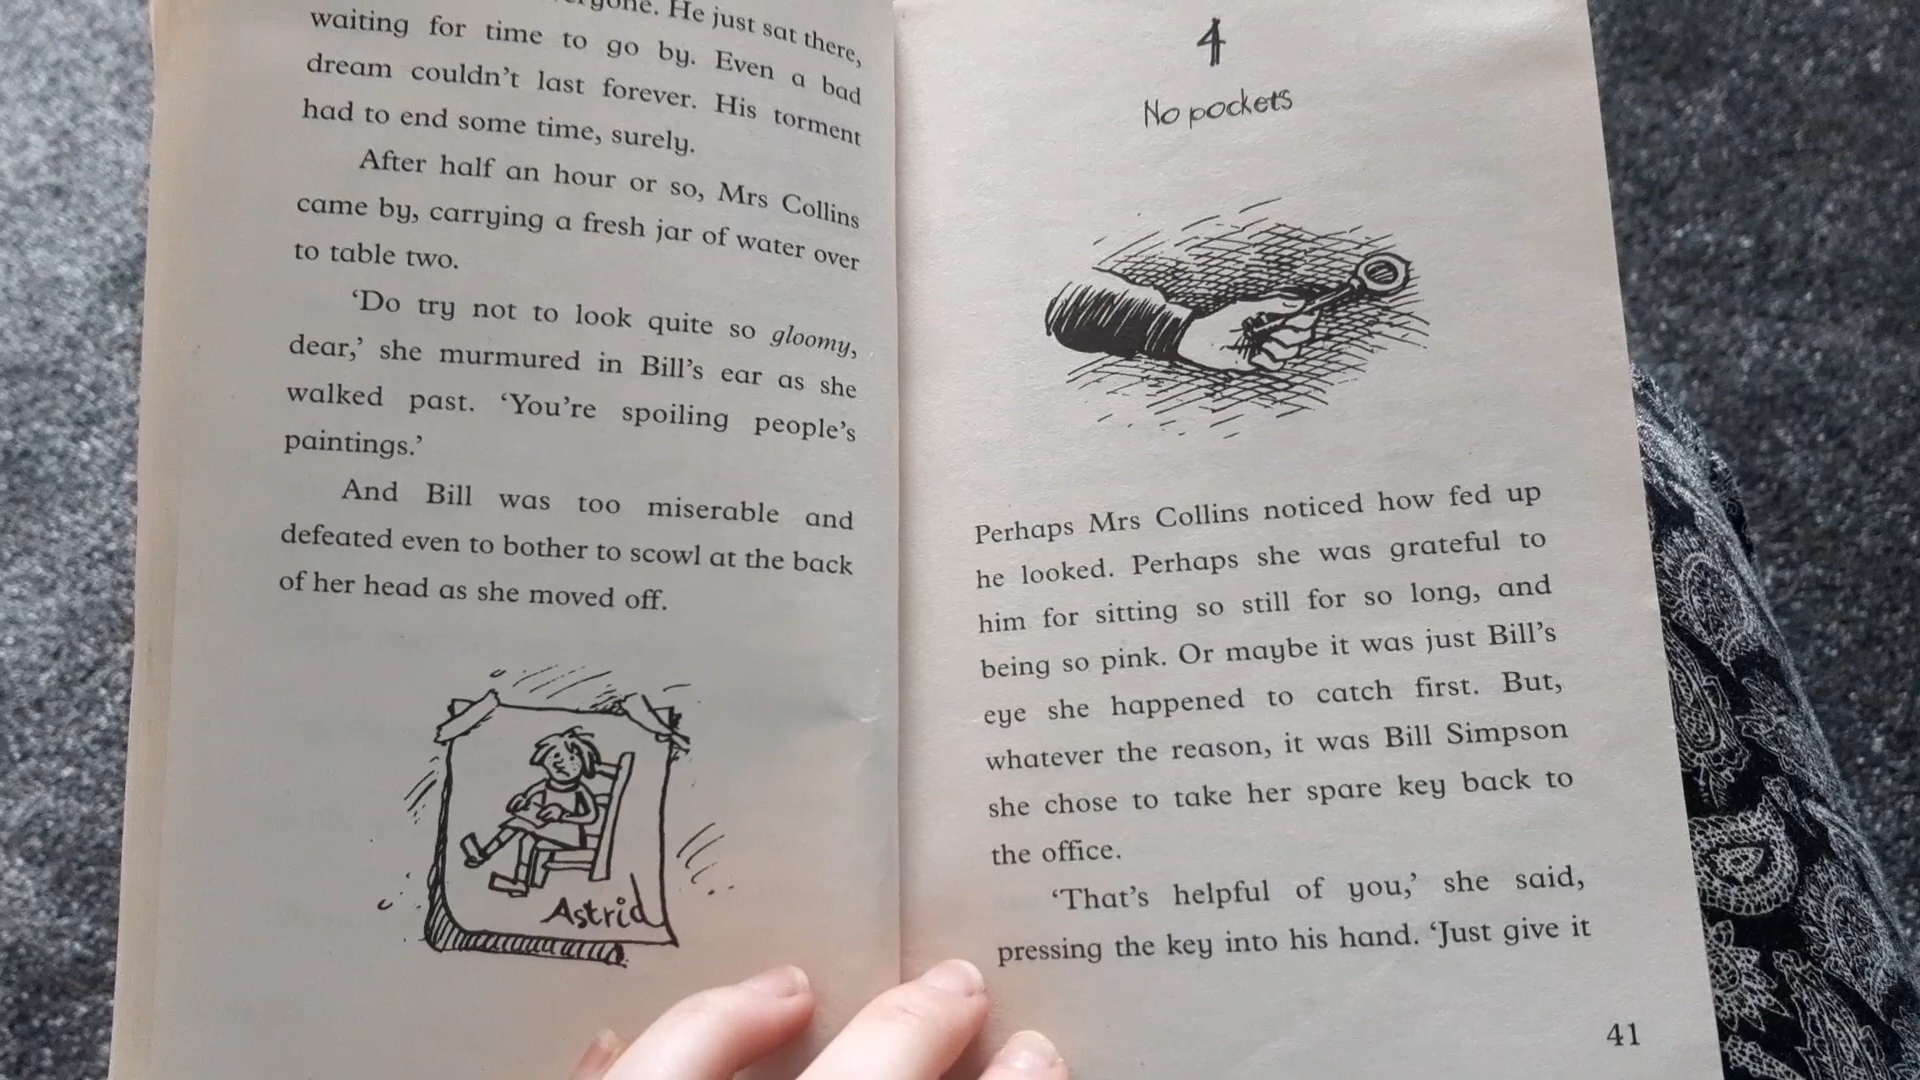 He just sat there,
waiting for time to go by. Even a bad
dream couldn't last forever. His torment
had to end some time, surely.
After half an hour or so, Mrs Collins
came by, carrying a fresh jar of water over
to table two.
‘Do try not to look quite so gloomy,
dear,’ she murmured in Bill's ear as she
walked past. ‘You're spoiling people's
paintings.’
And Bill was too miserable and
defeated even to bother to scowl at the back
of her head as she moved off.
Astrid
4
No pockets
Perhaps Mrs Collins noticed how fed up
he looked. Perhaps she was grateful to
him for sitting so still for so long, and
being so pink. Or maybe it was just Bill's
eye she happened to catch first. But,
whatever the reason, it was Bill Simpson
she chose to take her spare key back to
the office.
‘That's helpful of you,’ she said,
pressing the key into his hand. ‘Just give it
41